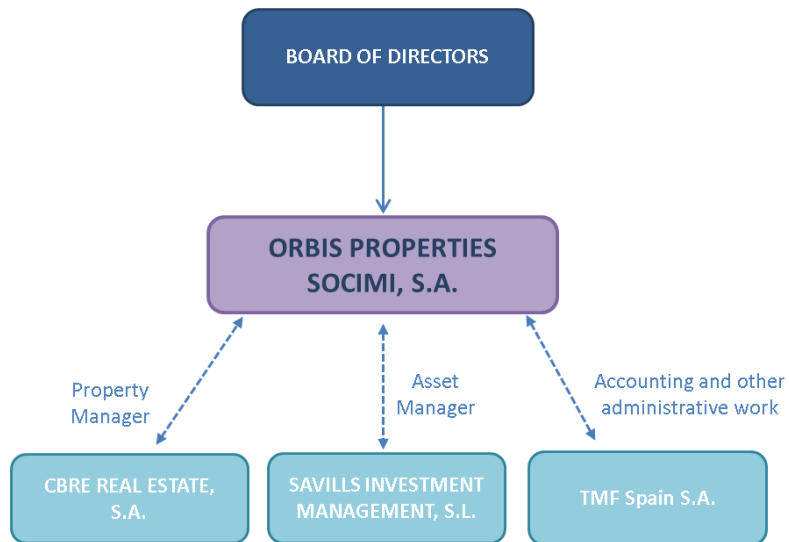 BOARD OF DIRECTORS
ORBIS PROPERTIES
SOCIMI, S.A.
Property
Manager
Asset
Manager
Accounting and other
administrative work
CBRE REAL ESTATE,
S.A.
SAVILLS INVESTMENT
MANAGEMENT, S.L.
TMF Spain S.A.